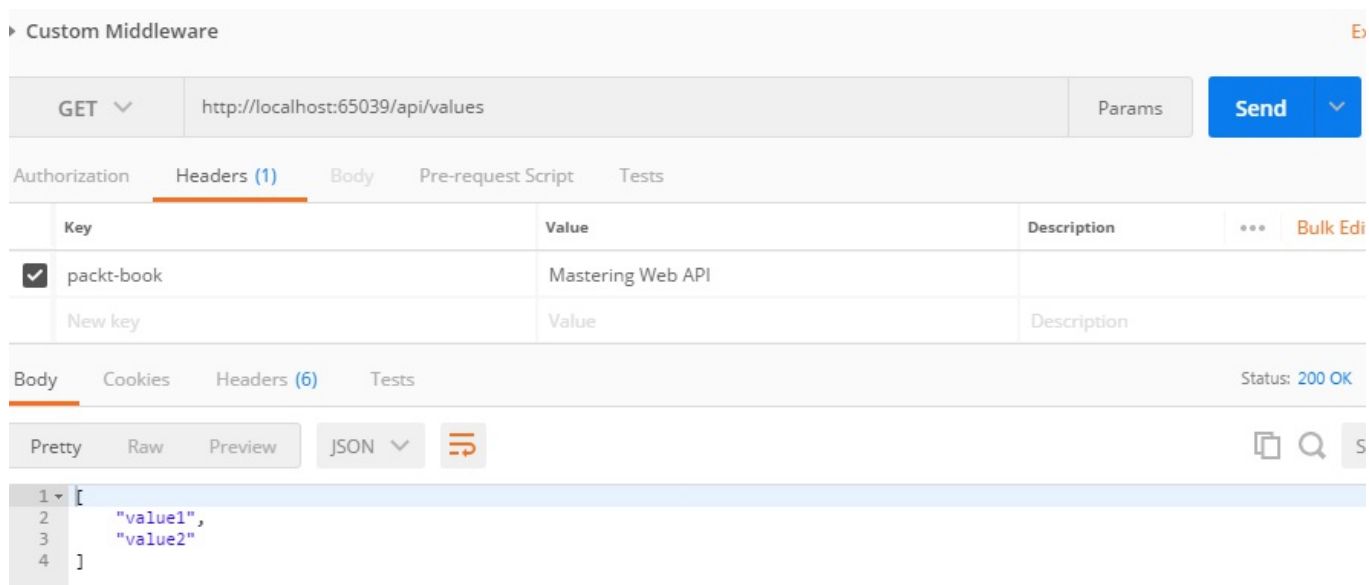 Custom Middleware Ex
GET http://localhost:65039/api/values Params Send
Authorization Headers (1) Body Pre-request Script Tests
Key Value Description ••• Bulk Edi
packt-book Mastering Web API
New key Value Description
Body Cookies Headers (6) Tests Status: 200 OK
Pretty Raw Preview JSON S
1 [
2 "value1",
3 "value2"
4 ]